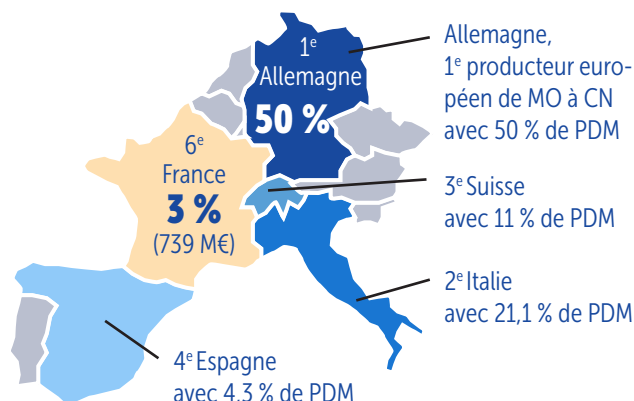 1e
Allemagne
50 %
6e
France
3 %
(739 M€)
Allemagne,
1e producteur euro-
péen de MO à CN
avec 50 % de PDM
3e Suisse
avec 11 % de PDM
2e Italie
avec 21,1 % de PDM
4e Espagne
avec 4,3 % de PDM